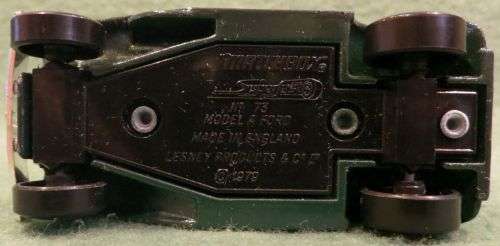 MATCHBOX®
SUPERFAST
Nº 73
MODEL A FORD
MADE IN ENGLAND
LESNEY PRODUCTS & Cº Lᵀᴰ
© 1979